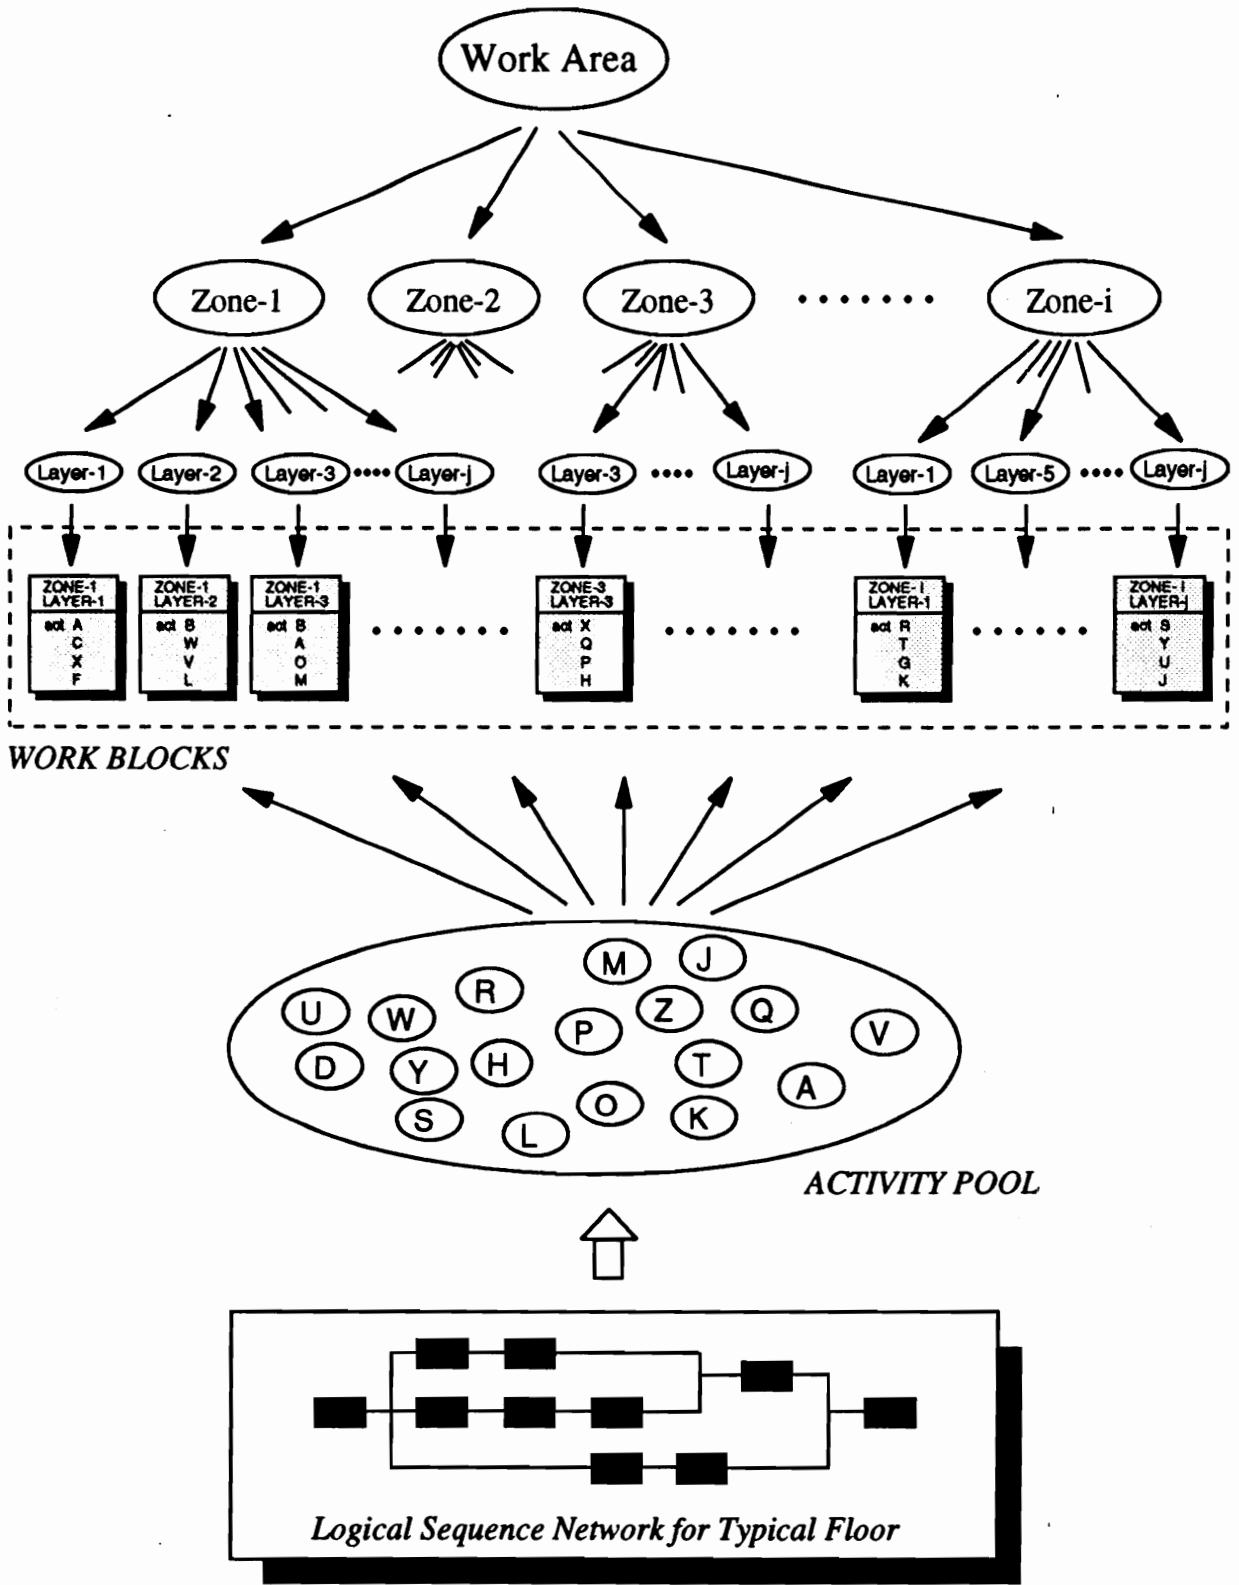 Work Area
Zone-1 Zone-2 Zone-3 ....... Zone-i
Layer-1 Layer-2 Layer-3 .... Layer-j Layer-3 .... Layer-j Layer-1 Layer-5 .... Layer-j
ZONE-1 ZONE-1 ZONE-1 ZONE-3 ZONE-i ZONE-i
LAYER-1 LAYER-2 LAYER-3 LAYER-3 LAYER-1 LAYER-j
act A act B act B act X act R act S
C W A Q T Y
X V O P G U
F L M H K J
WORK BLOCKS
M J
R
U W P Z Q V
D Y H T A
S L O K
ACTIVITY POOL
Logical Sequence Network for Typical Floor